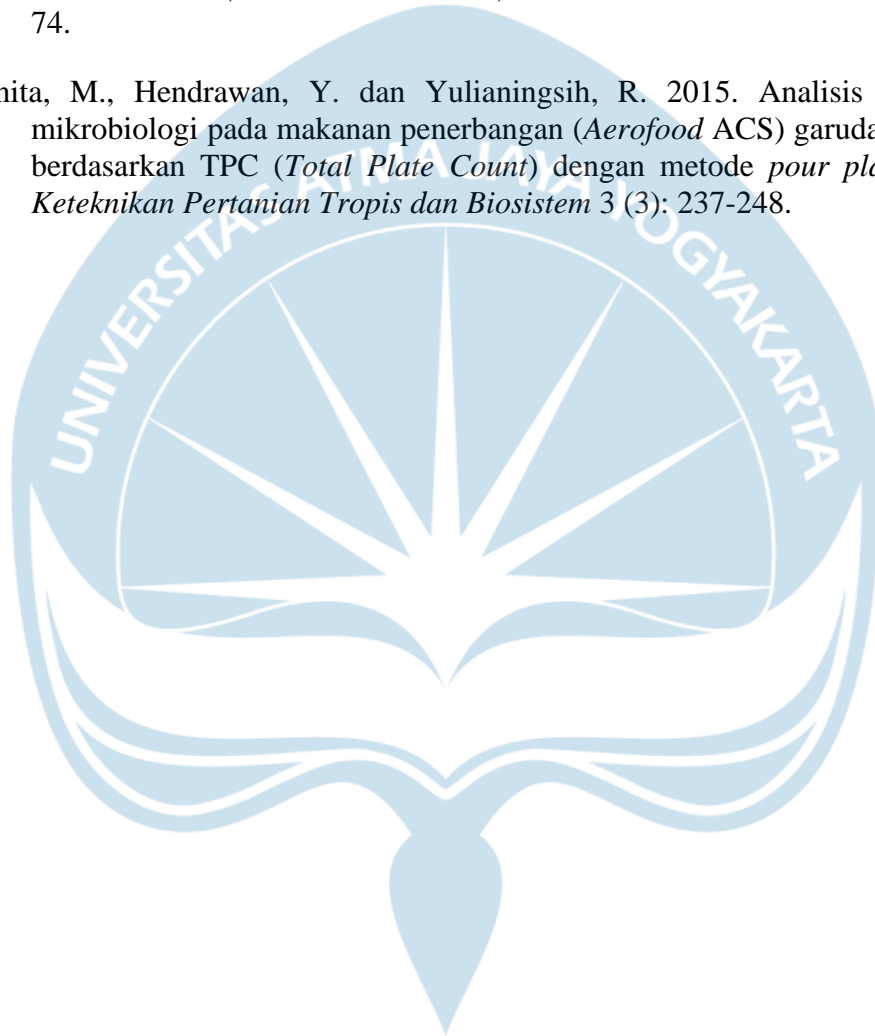 74.
nita, M., Hendrawan, Y. dan Yulianingsih, R. 2015. Analisis
mikrobiologi pada makanan penerbangan (Aerofood ACS) garuda
berdasarkan TPC (Total Plate Count) dengan metode pour pla
Keteknikan Pertanian Tropis dan Biosistem 3 (3): 237-248.
UNIVERSITAS ATMA JAYA YOGYAKARTA